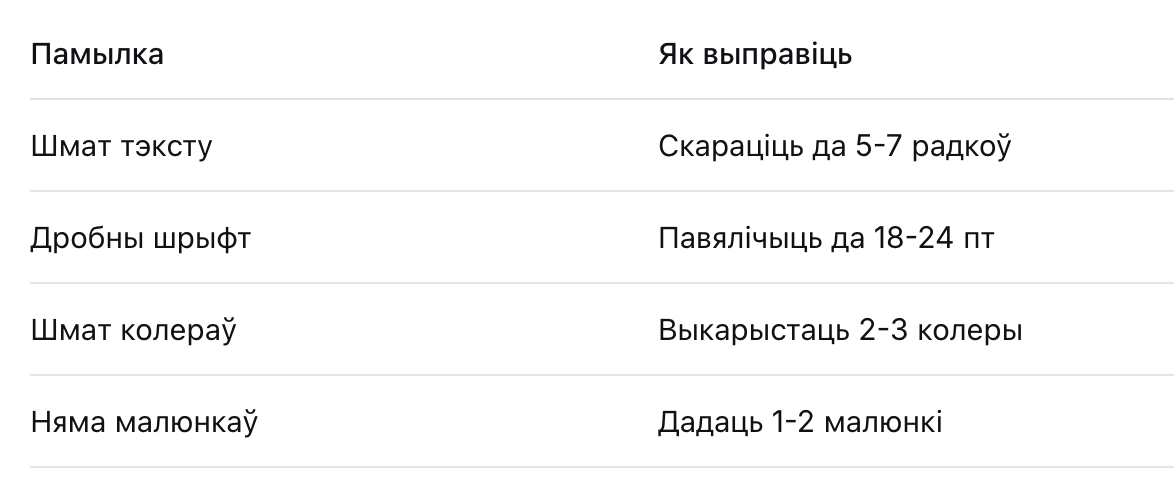 Памылка Як выправіць
Шмат тэксту Скараціць да 5-7 радкоў
Дробны шрыфт Павялічыць да 18-24 пт
Шмат колераў Выкарыстаць 2-3 колеры
Няма малюнкаў Дадаць 1-2 малюнкі